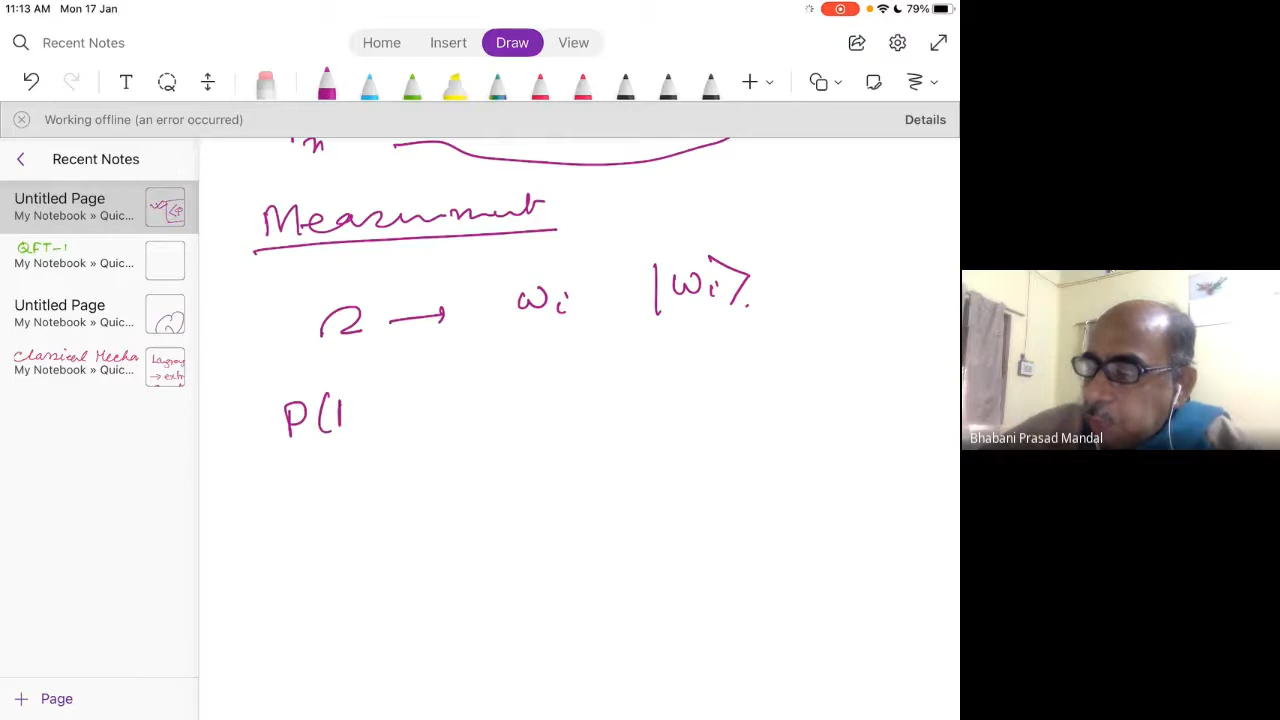 11:13 AM Mon 17 Jan
79%
Recent Notes
Home Insert Draw View
Working offline (an error occurred)
Details
Recent Notes
Untitled Page
My Notebook » Quic...
QFT-1
My Notebook » Quic...
Untitled Page
My Notebook » Quic...
Classical Mecha
My Notebook » Quic...
+ Page
n
Measurement
Ω → ωi |ωi⟩
P(|
Bhabani Prasad Mandal